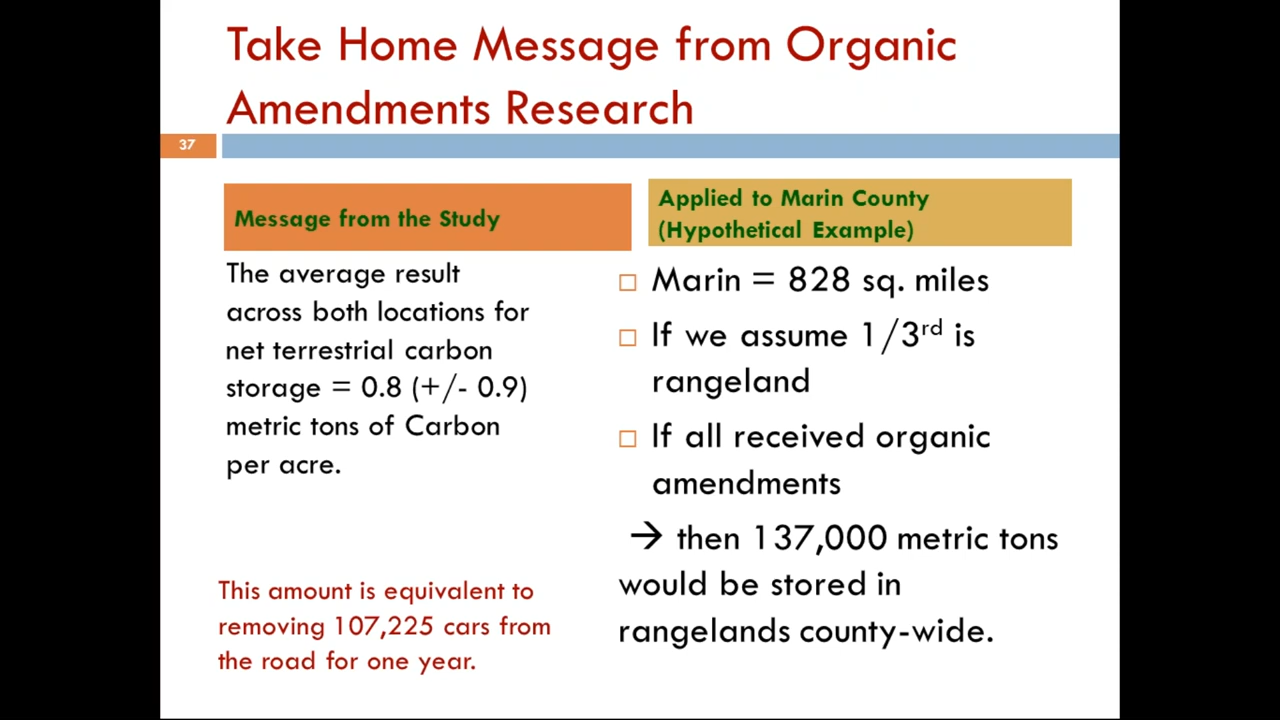 Take Home Message from Organic
Amendments Research
37
Message from the Study
The average result
across both locations for
net terrestrial carbon
storage = 0.8 (+/- 0.9)
metric tons of Carbon
per acre.
This amount is equivalent to
removing 107,225 cars from
the road for one year.
Applied to Marin County
(Hypothetical Example)
Marin = 828 sq. miles
If we assume 1/3rd is
rangeland
If all received organic
amendments
→ then 137,000 metric tons
would be stored in
rangelands county-wide.